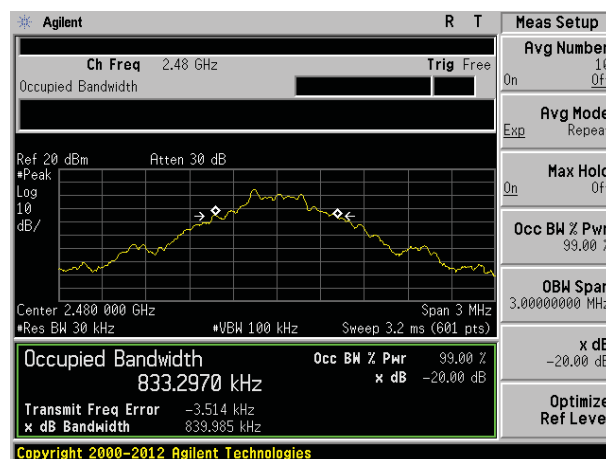 Agilent R T Meas Setup
Avg Number
10
On Off
Ch Freq 2.48 GHz Trig Free
Occupied Bandwidth
Avg Mode
Exp Repeat
Ref 20 dBm Atten 30 dB
#Peak
Log
10
dB/
Max Hold
On Off
Occ BW % Pwr
99.00 %
OBW Span
3.00000000 MHz
Center 2.480 000 GHz Span 3 MHz
#Res BW 30 kHz #VBW 100 kHz Sweep 3.2 ms (601 pts)
Occupied Bandwidth
833.2970 kHz
Occ BW % Pwr 99.00 %
x dB -20.00 dB
x dB
-20.00 dB
Transmit Freq Error -3.514 kHz
x dB Bandwidth 839.985 kHz
Optimize
Ref Level
Copyright 2000-2012 Agilent Technologies